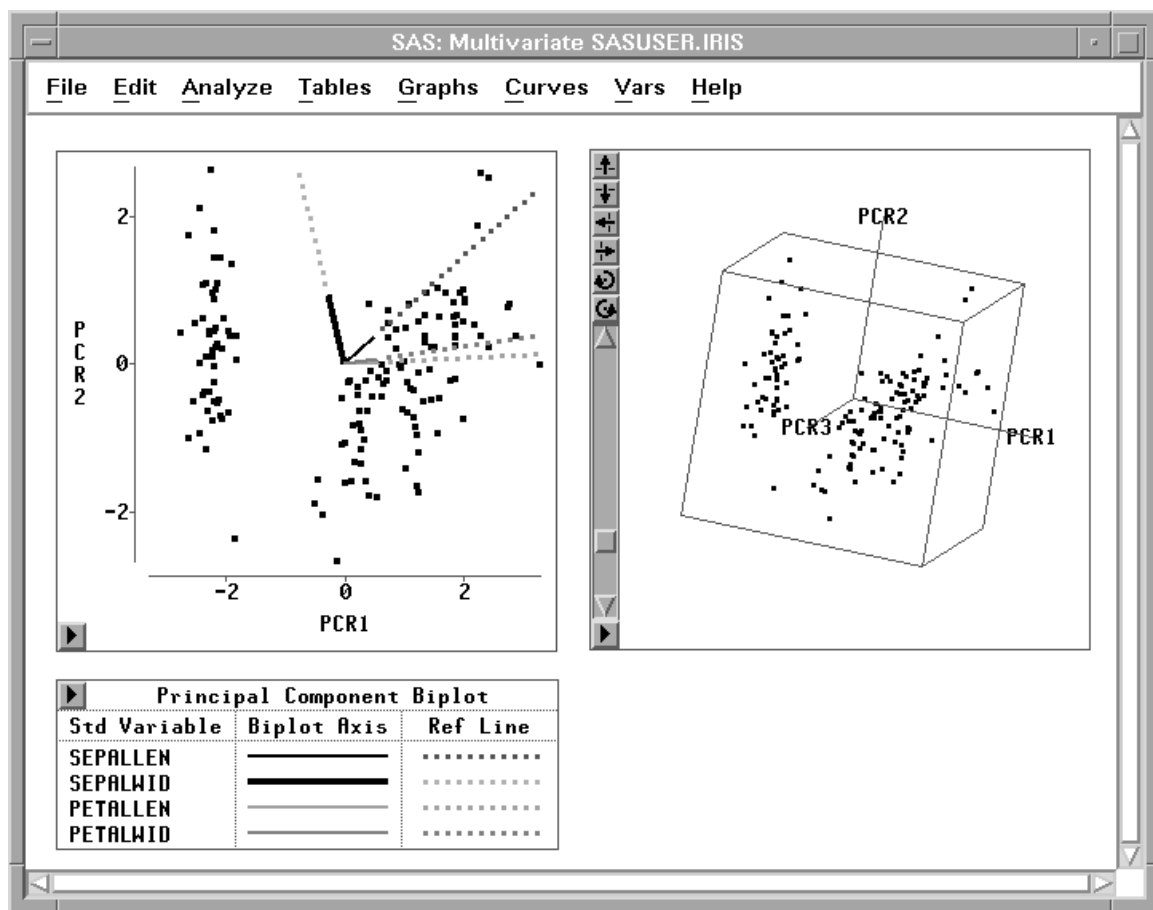 SAS: Multivariate SASUSER.IRIS
File Edit Analyze Tables Graphs Curves Vars Help
2
0
-2
PCR2
-2 0 2
PCR1
PCR2
PCR3
PCR1
Principal Component Biplot
Std Variable Biplot Axis Ref Line
SEPALLEN
SEPALWID
PETALLEN
PETALWID